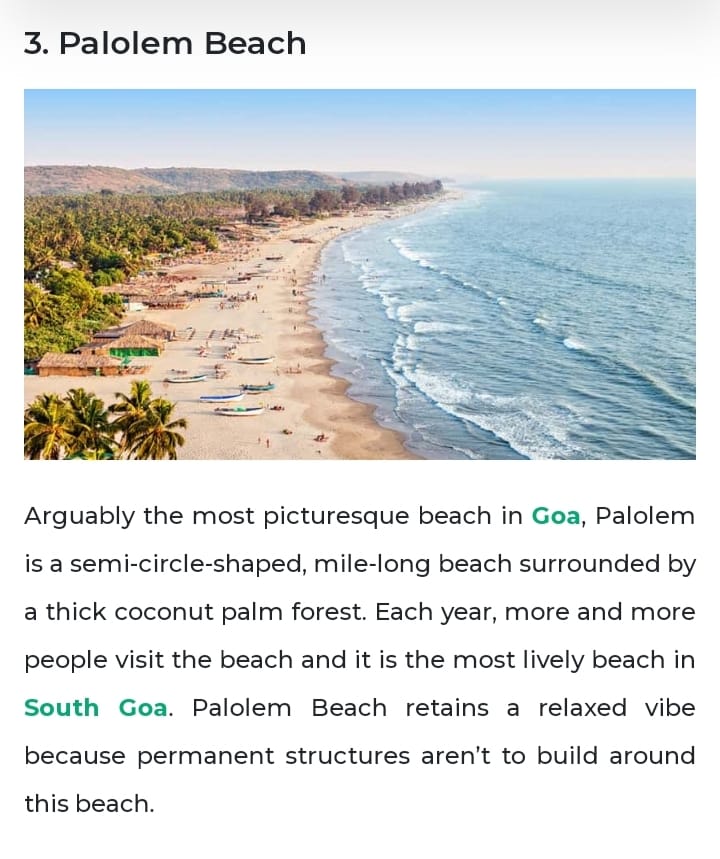 3. Palolem Beach
Arguably the most picturesque beach in Goa, Palolem
is a semi-circle-shaped, mile-long beach surrounded by
a thick coconut palm forest. Each year, more and more
people visit the beach and it is the most lively beach in
South Goa. Palolem Beach retains a relaxed vibe
because permanent structures aren't to build around
this beach.